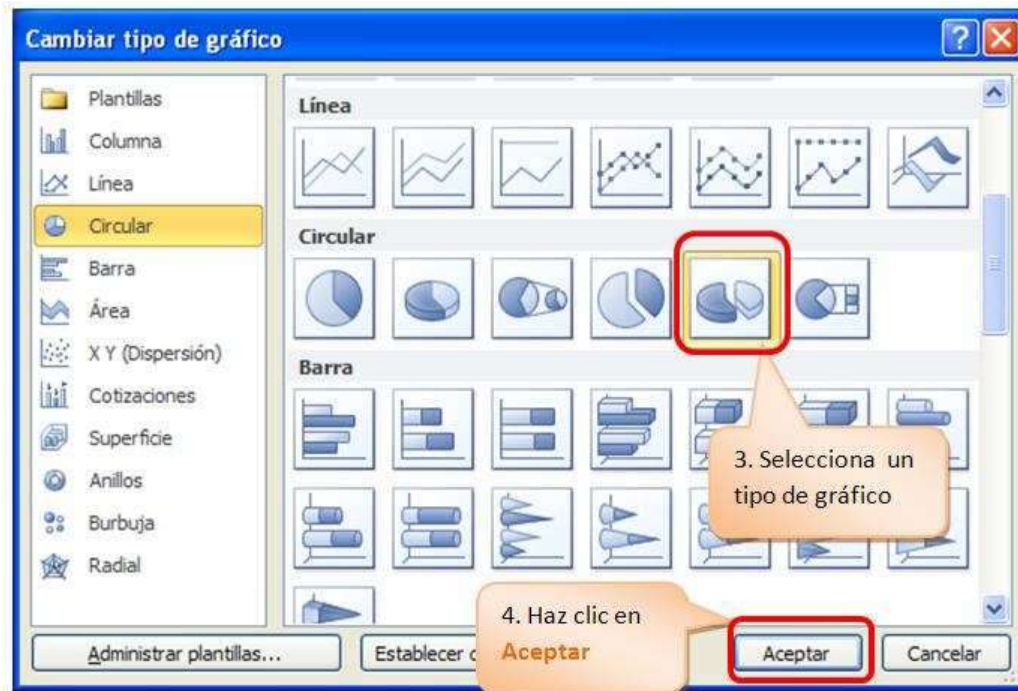 Cambiar tipo de gráfico
Plantillas
Columna
Línea
Circular
Barra
Área
X Y (Dispersión)
Cotizaciones
Superficie
Anillos
Burbuja
Radial
Línea
Circular
Barra
3. Selecciona un
tipo de gráfico
4. Haz clic en
Aceptar
Administrar plantillas...
Establecer
Aceptar
Cancelar